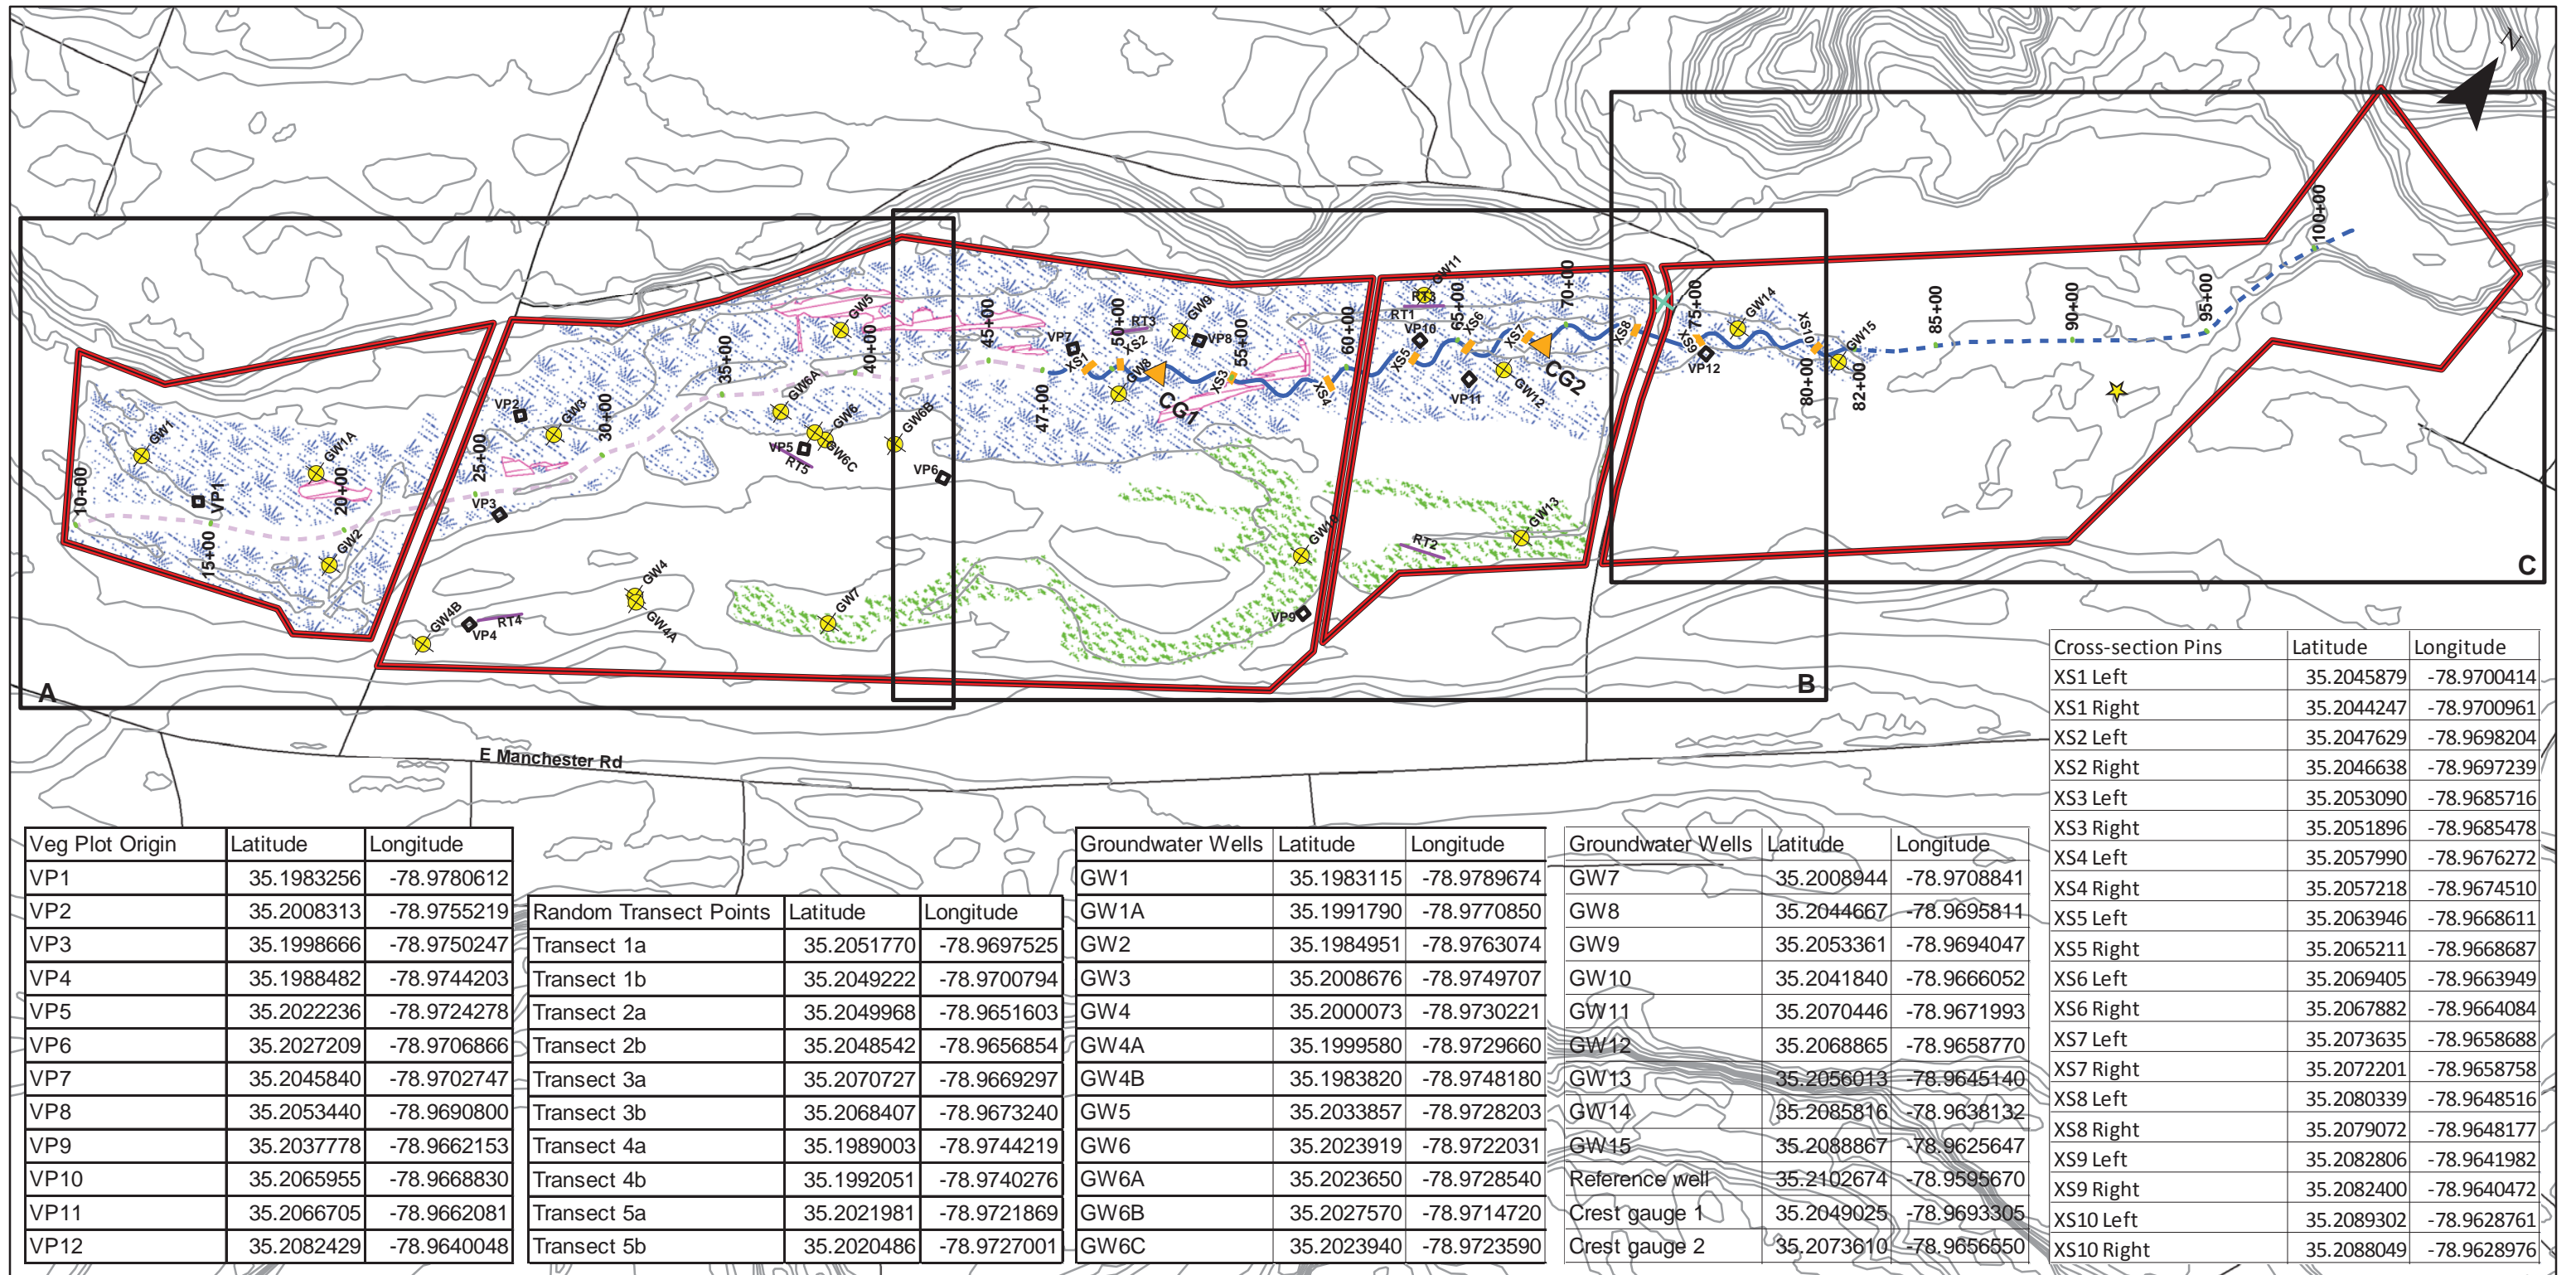 N
100+00
GW11
RT3
RT1
VP10
65+00
70+00
75+00
GW14
XS6
XS7
XS8
XS9
VP12
XS10
GW15
80+00
82+00
85+00
90+00
95+00
GW5
40+00
45+00
35+00
47+00
VP7
XS1
50+00
XS2
RT3
GW9
VP8
55+00
GW8
CG1
XS3
XS4
60+00
XS5
VP11
GW12
CG2
VP2
GW3
30+00
25+00
VP3
GW6A
GW6
GW6B
VP5
GW6C
RT5
VP6
GW1
GW1A
10+00
VP1
20+00
15+00
GW2
GW4
GW4A
GW4B
VP4
RT4
GW7
GW10
VP9
RT2
GW13
A
B
C
E Manchester Rd
Veg Plot Origin Latitude Longitude
VP1 35.1983256 -78.9780612
VP2 35.2008313 -78.9755219
VP3 35.1998666 -78.9750247
VP4 35.1988482 -78.9744203
VP5 35.2022236 -78.9724278
VP6 35.2027209 -78.9706866
VP7 35.2045840 -78.9702747
VP8 35.2053440 -78.9690800
VP9 35.2037778 -78.9662153
VP10 35.2065955 -78.9668830
VP11 35.2066705 -78.9662081
VP12 35.2082429 -78.9640048
Random Transect Points Latitude Longitude
Transect 1a 35.2051770 -78.9697525
Transect 1b 35.2049222 -78.9700794
Transect 2a 35.2049968 -78.9651603
Transect 2b 35.2048542 -78.9656854
Transect 3a 35.2070727 -78.9669297
Transect 3b 35.2068407 -78.9673240
Transect 4a 35.1989003 -78.9744219
Transect 4b 35.1992051 -78.9740276
Transect 5a 35.2021981 -78.9721869
Transect 5b 35.2020486 -78.9727001
Groundwater Wells Latitude Longitude
GW1 35.1983115 -78.9789674
GW1A 35.1991790 -78.9770850
GW2 35.1984951 -78.9763074
GW3 35.2008676 -78.9749707
GW4 35.2000073 -78.9730221
GW4A 35.1999580 -78.9729660
GW4B 35.1983820 -78.9748180
GW5 35.2033857 -78.9728203
GW6 35.2023919 -78.9722031
GW6A 35.2023650 -78.9728540
GW6B 35.2027570 -78.9714720
GW6C 35.2023940 -78.9723590
Groundwater Wells Latitude Longitude
GW7 35.2008944 -78.9708841
GW8 35.2044667 -78.9695811
GW9 35.2053361 -78.9694047
GW10 35.2041840 -78.9666052
GW11 35.2070446 -78.9671993
GW12 35.2068865 -78.9658770
GW13 35.2056013 -78.9645140
GW14 35.2085816 -78.9638132
GW15 35.2088867 -78.9625647
Reference well 35.2102674 -78.9595670
Crest gauge 1 35.2049025 -78.9693305
Crest gauge 2 35.2073610 -78.9656550
Cross-section Pins Latitude Longitude
XS1 Left 35.2045879 -78.9700414
XS1 Right 35.2044247 -78.9700961
XS2 Left 35.2047629 -78.9698204
XS2 Right 35.2046638 -78.9697239
XS3 Left 35.2053090 -78.9685716
XS3 Right 35.2051896 -78.9685478
XS4 Left 35.2057990 -78.9676272
XS4 Right 35.2057218 -78.9674510
XS5 Left 35.2063946 -78.9668611
XS5 Right 35.2065211 -78.9668687
XS6 Left 35.2069405 -78.9663949
XS6 Right 35.2067882 -78.9664084
XS7 Left 35.2073635 -78.9658688
XS7 Right 35.2072201 -78.9658758
XS8 Left 35.2080339 -78.9648516
XS8 Right 35.2079072 -78.9648177
XS9 Left 35.2082806 -78.9641982
XS9 Right 35.2082400 -78.9640472
XS10 Left 35.2089302 -78.9628761
XS10 Right 35.2088049 -78.9628976